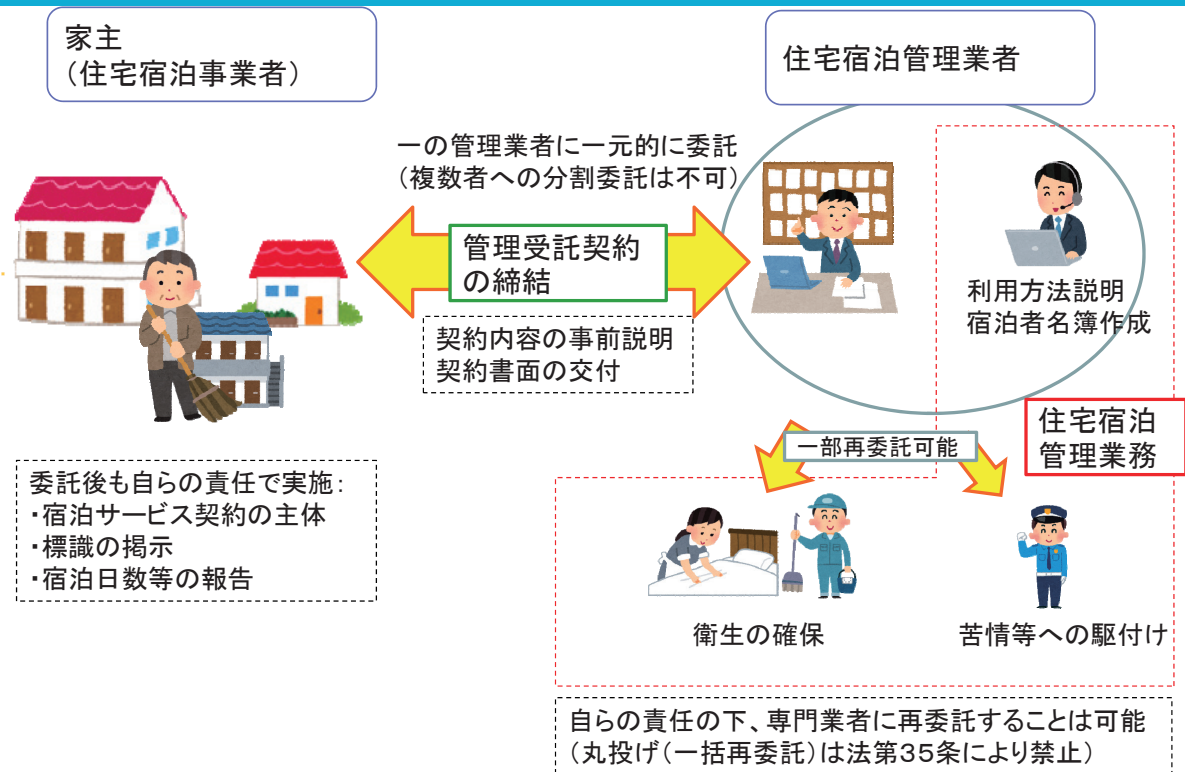 家主
(住宅宿泊事業者)
住宅宿泊管理業者
一の管理業者に一元的に委託
(複数者への分割委託は不可)
管理受託契約
の締結
契約内容の事前説明
契約書面の交付
利用方法説明
宿泊者名簿作成
住宅宿泊
管理業務
一部再委託可能
委託後も自らの責任で実施:
・宿泊サービス契約の主体
・標識の掲示
・宿泊日数等の報告
衛生の確保
苦情等への駆付け
自らの責任の下、専門業者に再委託することは可能
(丸投げ(一括再委託)は法第35条により禁止)